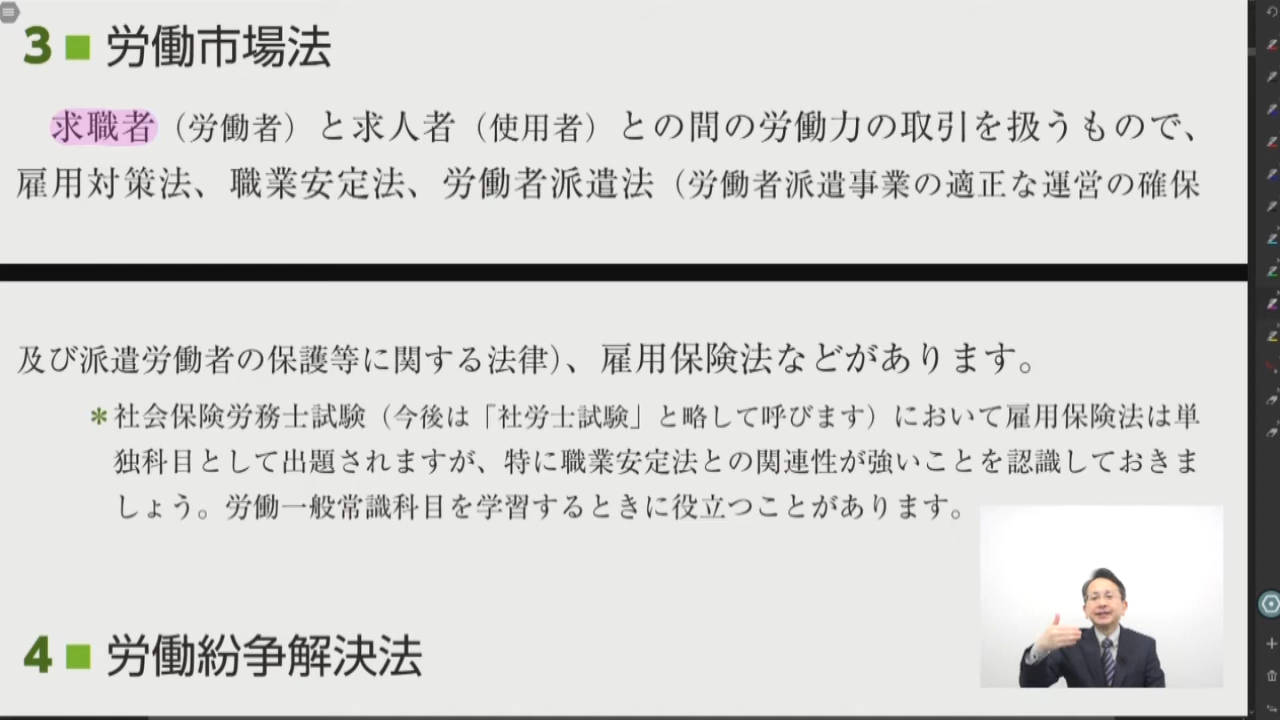 3 ■ 労働市場法
求職者（労働者）と求人者（使用者）との間の労働力の取引を扱うもので、
雇用対策法、職業安定法、労働者派遣法（労働者派遣事業の適正な運営の確保
及び派遣労働者の保護等に関する法律）、雇用保険法などがあります。
＊社会保険労務士試験（今後は「社労士試験」と略して呼びます）において雇用保険法は単
独科目として出題されますが、特に職業安定法との関連性が強いことを認識しておきま
しょう。労働一般常識科目を学習するときに役立つことがあります。
4 ■ 労働紛争解決法